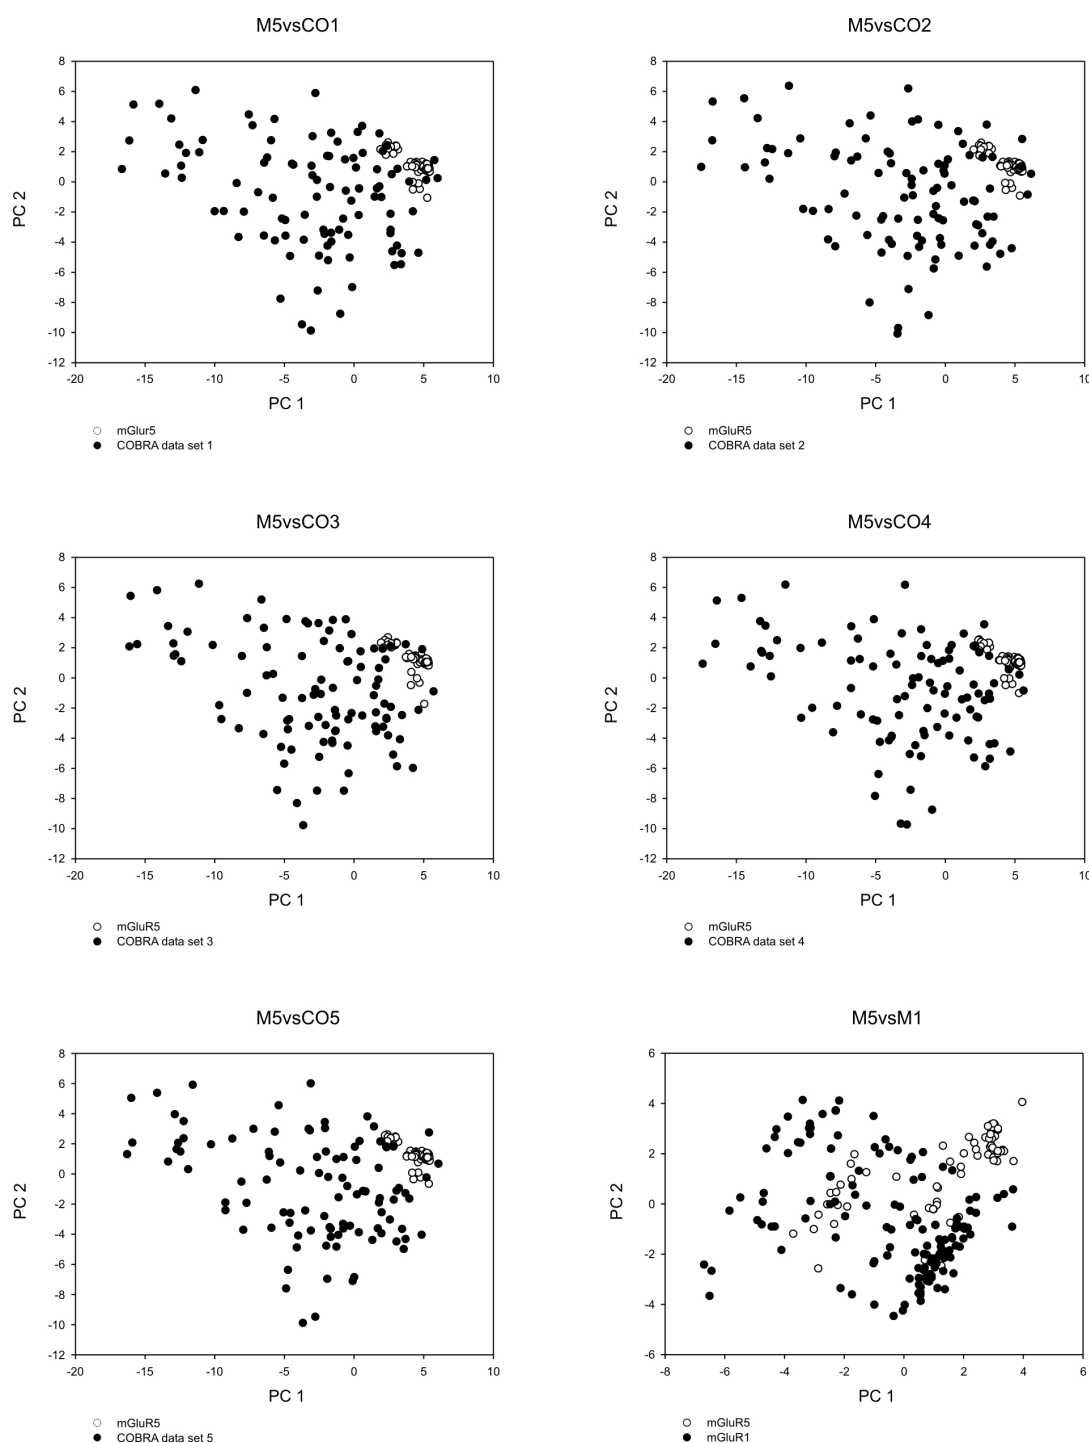 M5vsCO1
8
6
4
2
0
-2
-4
-6
-8
-10
-12
PC 2
-20 -15 -10 -5 0 5 10
PC 1
mGlur5
COBRA data set 1
M5vsCO2
8
6
4
2
0
-2
-4
-6
-8
-10
-12
PC 2
-20 -15 -10 -5 0 5 10
PC 1
mGluR5
COBRA data set 2
M5vsCO3
8
6
4
2
0
-2
-4
-6
-8
-10
-12
PC 2
-20 -15 -10 -5 0 5 10
PC 1
mGluR5
COBRA data set 3
M5vsCO4
8
6
4
2
0
-2
-4
-6
-8
-10
-12
PC 2
-20 -15 -10 -5 0 5 10
PC 1
mGluR5
COBRA data set 4
M5vsCO5
8
6
4
2
0
-2
-4
-6
-8
-10
-12
PC 2
-20 -15 -10 -5 0 5 10
PC 1
mGluR5
COBRA data set 5
M5vsM1
6
4
2
0
-2
-4
-6
PC 2
-8 -6 -4 -2 0 2 4 6
PC 1
mGluR5
mGluR1